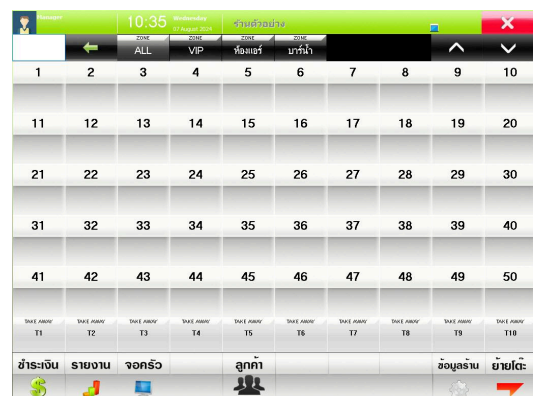 Manager 10:35 Wednesday 07 August 2024 ร้านตัวอย่าง
ZONE ZONE ZONE ZONE
ALL VIP ห้องแอร์ บาร์น้ำ
1 2 3 4 5 6 7 8 9 10
11 12 13 14 15 16 17 18 19 20
21 22 23 24 25 26 27 28 29 30
31 32 33 34 35 36 37 38 39 40
41 42 43 44 45 46 47 48 49 50
TAKE AWAY TAKE AWAY TAKE AWAY TAKE AWAY TAKE AWAY TAKE AWAY TAKE AWAY TAKE AWAY TAKE AWAY TAKE AWAY
T1 T2 T3 T4 T5 T6 T7 T8 T9 T10
ชำระเงิน รายงาน จอครัว ลูกค้า ข้อมูลร้าน ย้ายโต๊ะ